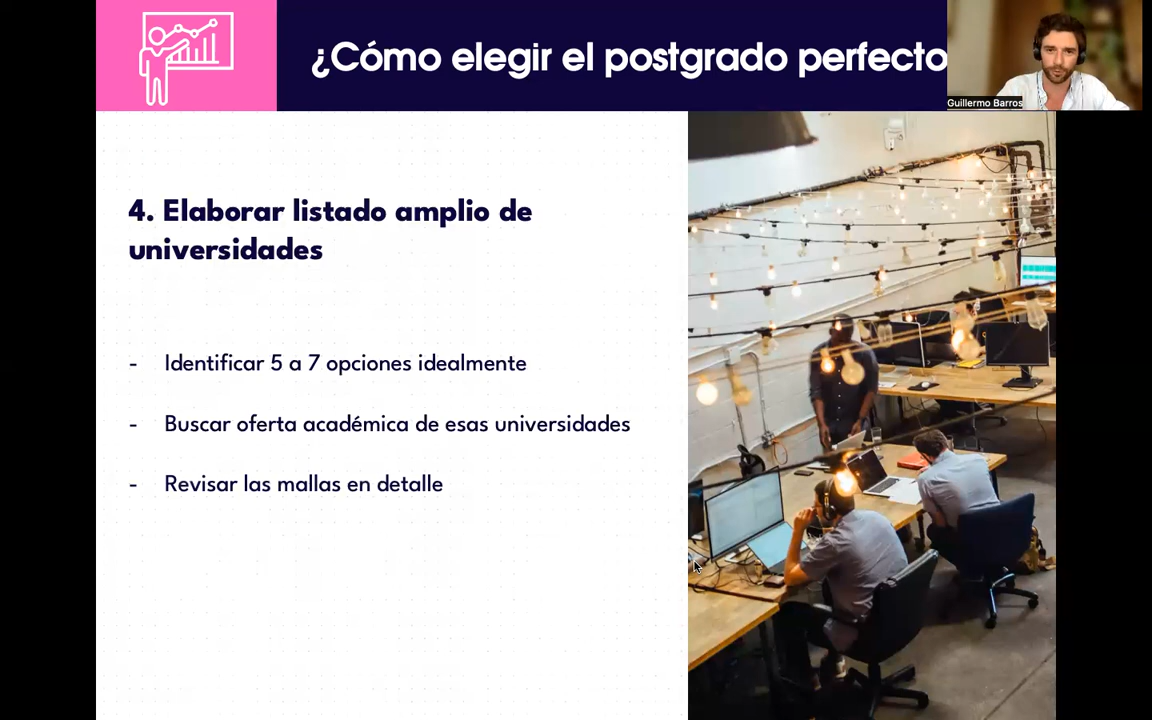 ¿Cómo elegir el postgrado perfecto
Guillermo Barros
4. Elaborar listado amplio de
universidades
- Identificar 5 a 7 opciones idealmente
- Buscar oferta académica de esas universidades
- Revisar las mallas en detalle